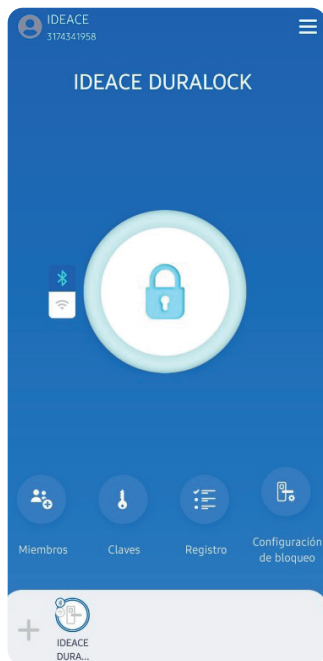 IDEACE
3174341958
IDEACE DURALOCK
Miembros
Claves
Registro
Configuración
de bloqueo
IDEACE
DURA...